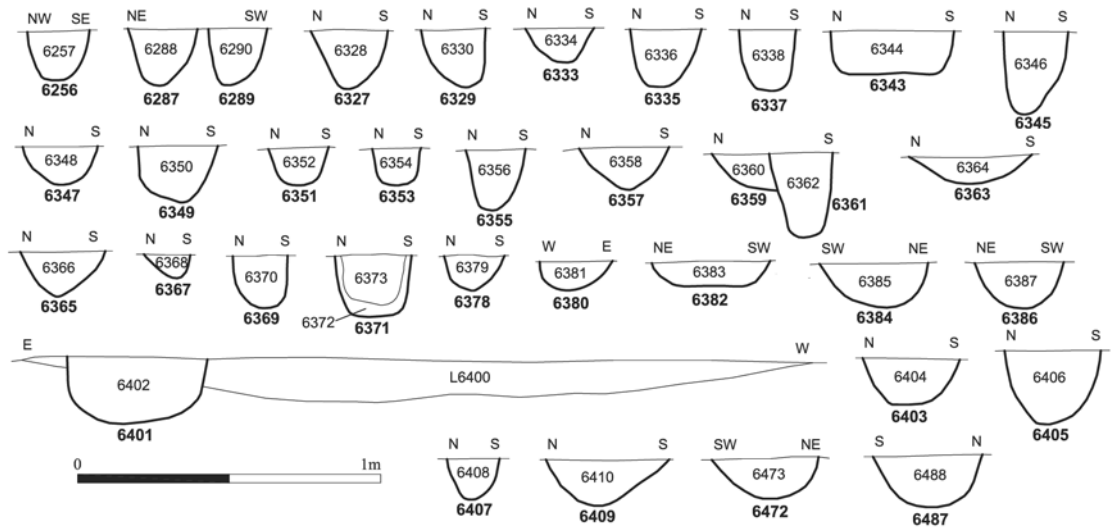 NW SE NE SW N S N S N S N S N S N S N S
6257 6288 6290 6328 6330 6334 6336 6338 6344 6346
6256 6287 6289 6327 6329 6333 6335 6337 6343 6345
N S N S N S N S N S N S N S N S
6348 6350 6352 6354 6356 6358 6360 6362 6364
6347 6349 6351 6353 6355 6357 6359 6361 6363
N S N S N S N S N S W E NE SW SW NE NE SW
6366 6368 6370 6373 6379 6381 6383 6385 6387
6365 6367 6369 6372 6371 6378 6380 6382 6384 6386
E W N S N S
6402 L6400 6404 6406
6401 6403 6405
N S N S SW NE S N
0 1m
6408 6410 6473 6488
6407 6409 6472 6487